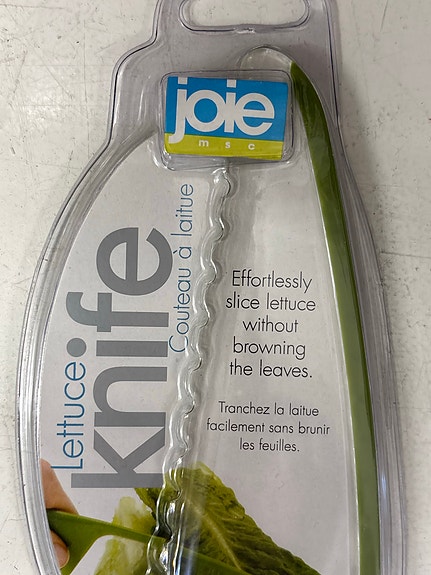 joie
msc
Lettuce
knife
Couteau à laitue
Effortlessly
slice lettuce
without
browning
the leaves.
Tranchez la laitue
facilement sans brunir
les feuilles.